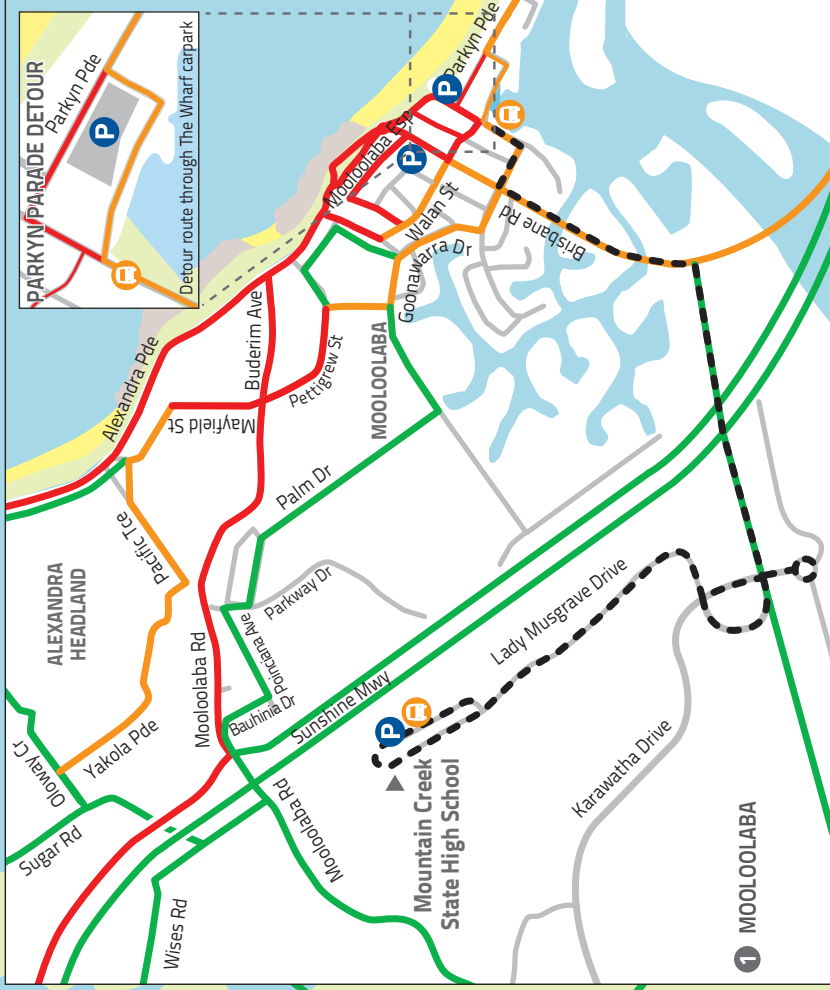 PARKYN PARADE DETOUR
Parkyn Pde
P
Detour route through The Wharf carpark
Parkyn Pde
P
Mooloolaba Esp
P
Walan St
Brisbane Rd
Goonawarra Dr
Alexandra Pde
Buderim Ave
Pettigrew St
MOOLOOLABA
Mayfield St
Palm Dr
Pacific Tce
ALEXANDRA
HEADLAND
Parkway Dr
Poinciana Ave
Mooloolaba Rd
Bauhinia Dr
Sunshine Mwy
Lady Musgrave Drive
Oloway Cr
Yakola Pde
Sugar Rd
Mooloolaba Rd
P
Mountain Creek
State High School
Karawatha Drive
Wises Rd
1 MOOLOOLABA